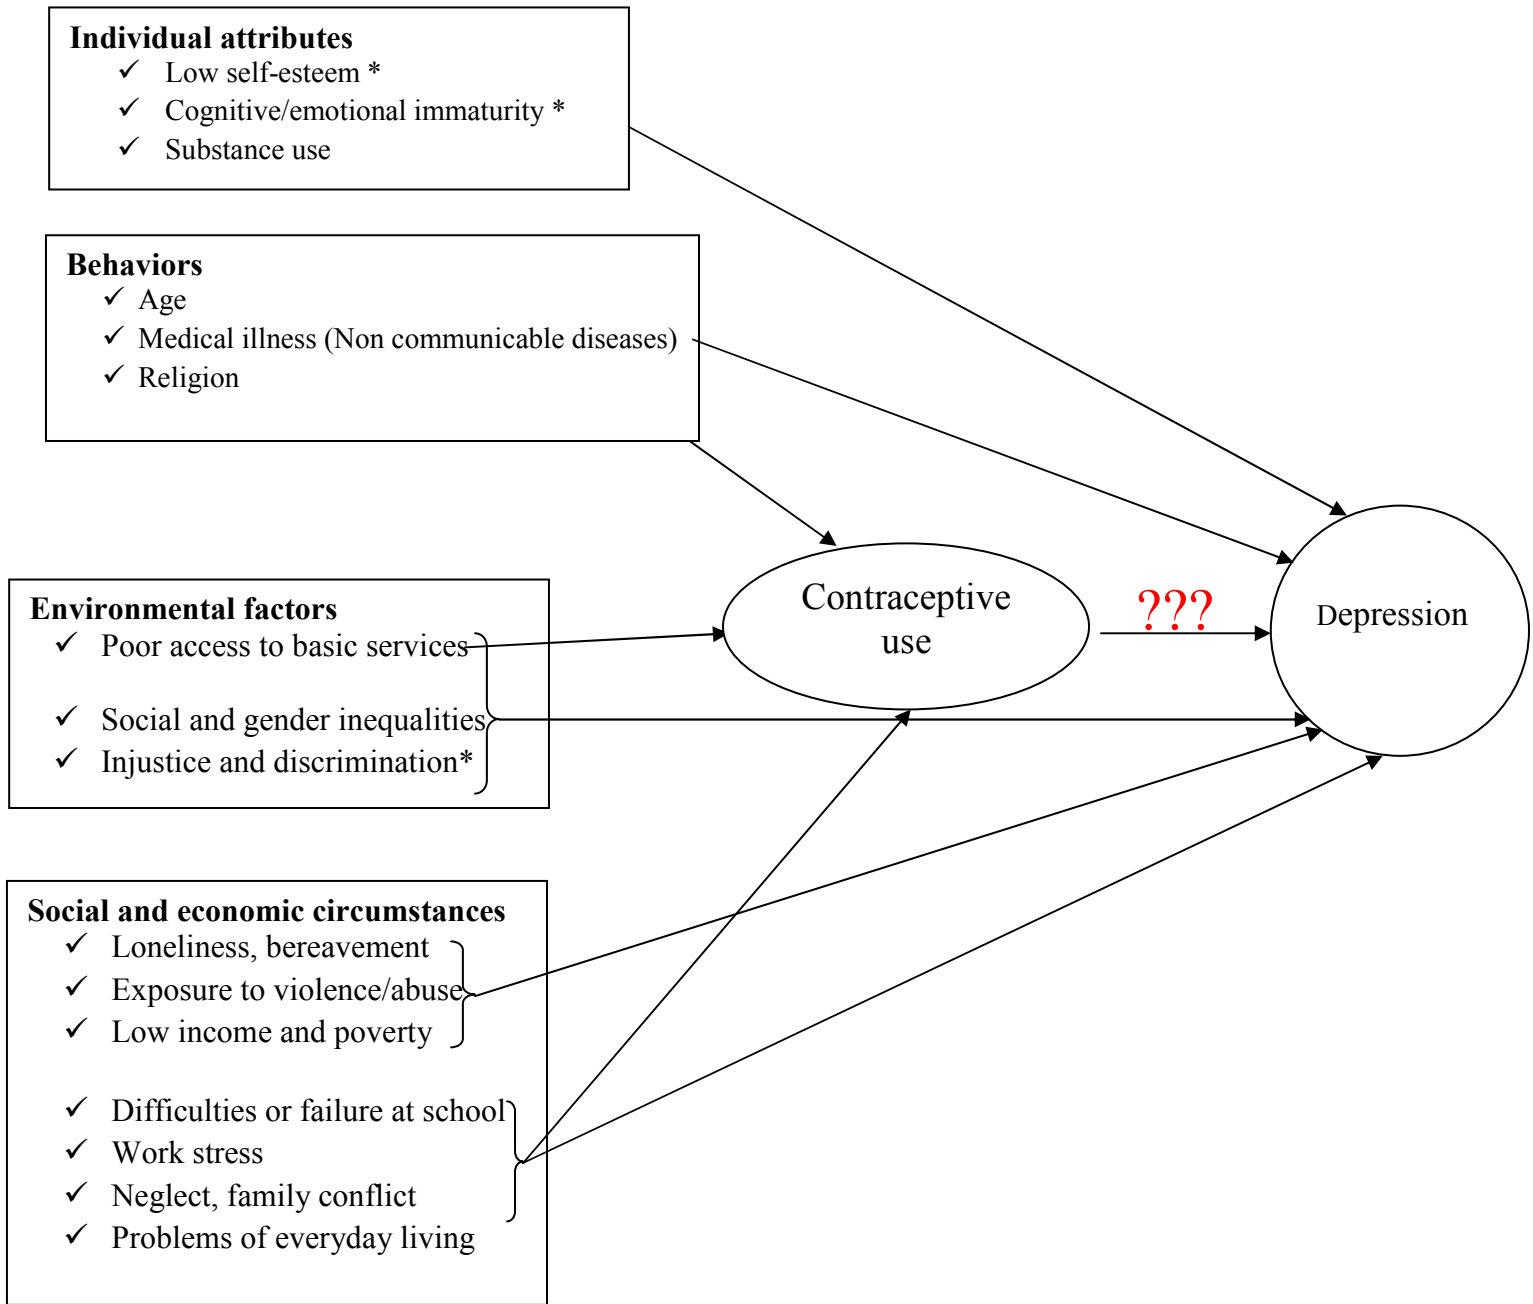 Individual attributes
✓ Low self-esteem *
✓ Cognitive/emotional immaturity *
✓ Substance use
Behaviors
✓ Age
✓ Medical illness (Non communicable diseases)
✓ Religion
Environmental factors
✓ Poor access to basic services
✓ Social and gender inequalities
✓ Injustice and discrimination*
Contraceptive
use
???
Depression
Social and economic circumstances
✓ Loneliness, bereavement
✓ Exposure to violence/abuse
✓ Low income and poverty
✓ Difficulties or failure at school
✓ Work stress
✓ Neglect, family conflict
✓ Problems of everyday living